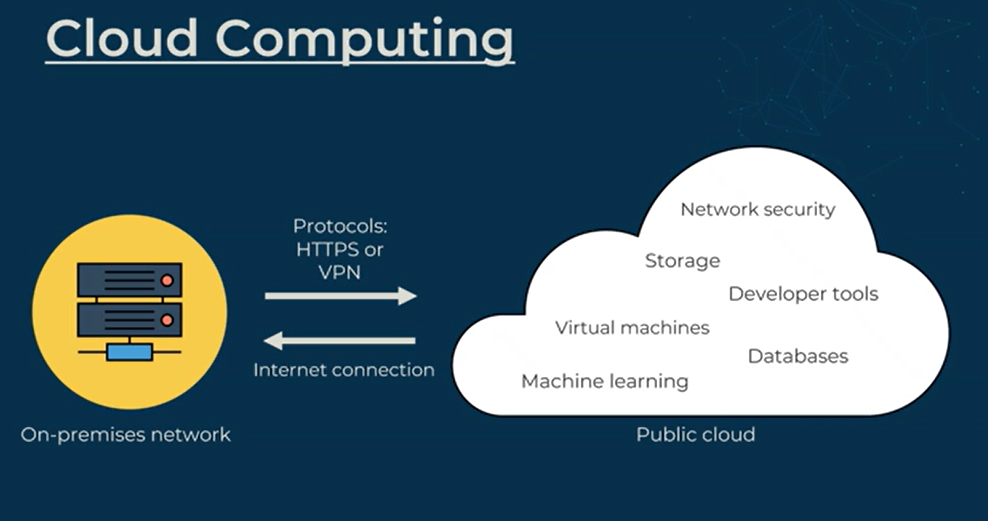 Cloud Computing
Protocols:
HTTPS or
VPN
Internet connection
On-premises network
Network security
Storage
Developer tools
Virtual machines
Databases
Machine learning
Public cloud